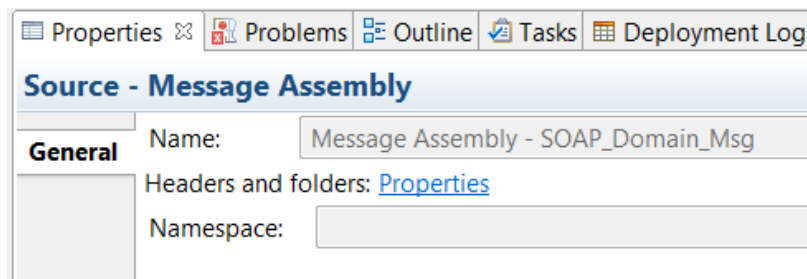 Properties Problems Outline Tasks Deployment Log
Source - Message Assembly
General
Name: Message Assembly - SOAP_Domain_Msg
Headers and folders: Properties
Namespace: